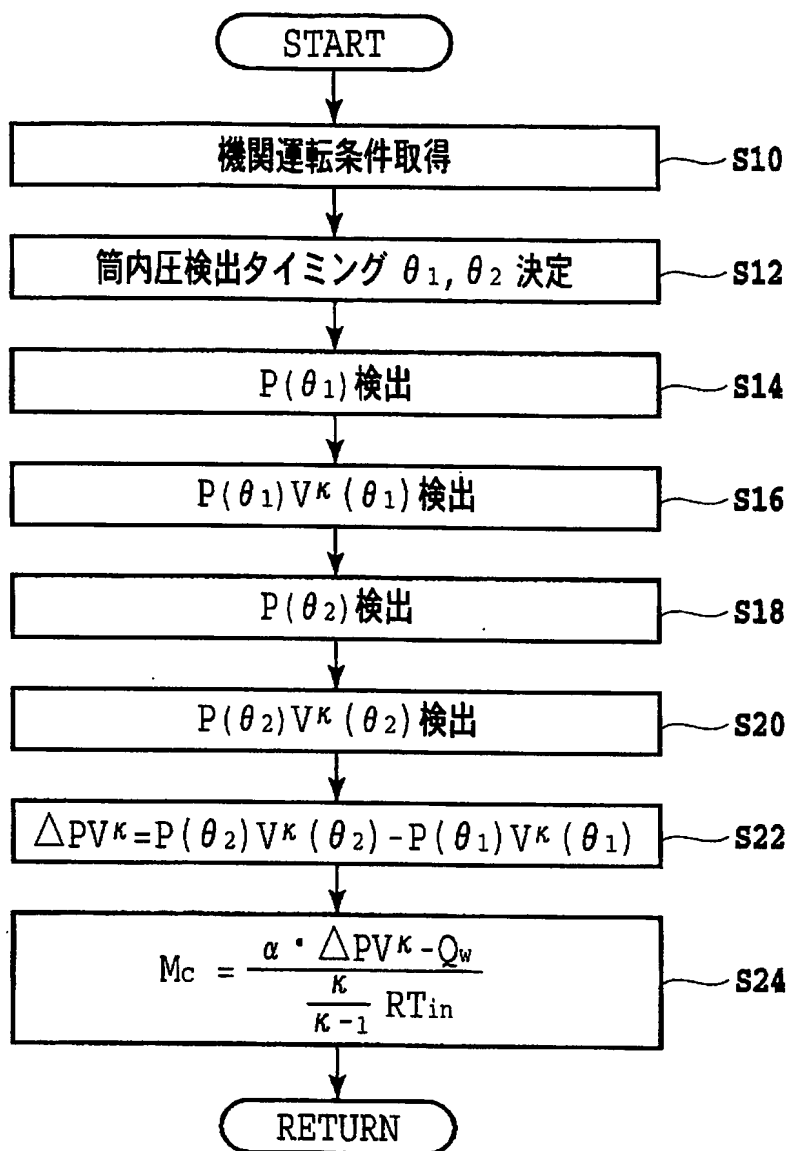 START
機関運転条件取得
S10
筒内圧検出タイミング θ1, θ2 決定
S12
P(θ1)検出
S14
P(θ1)V^κ(θ1)検出
S16
P(θ2)検出
S18
P(θ2)V^κ(θ2)検出
S20
△PV^κ=P(θ2)V^κ(θ2)-P(θ1)V^κ(θ1)
S22
Mc = (α・△PV^κ-Qw) / ((κ/(κ-1)) RTin)
S24
RETURN